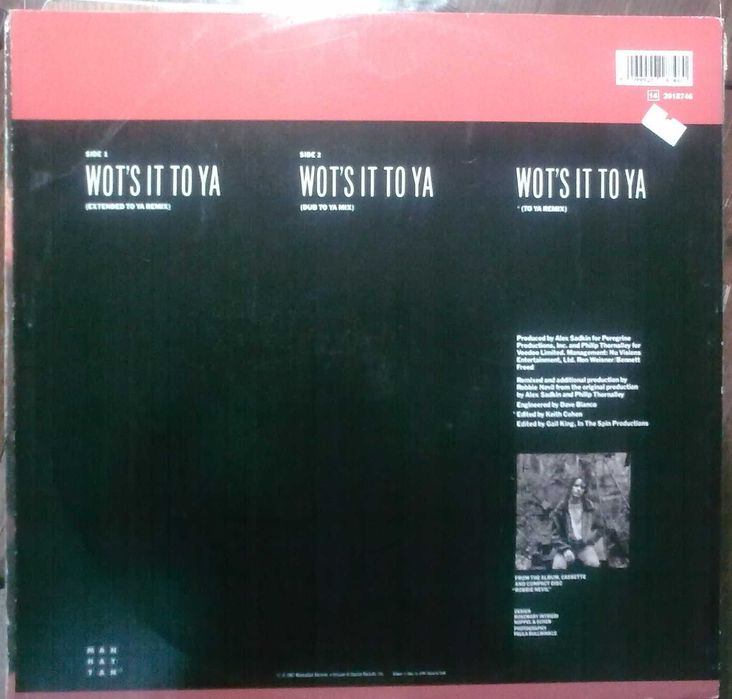 14 2018746
SIDE 1
WOT'S IT TO YA
(EXTENDED TO YA REMIX)
SIDE 2
WOT'S IT TO YA
(DUB TO YA MIX)
WOT'S IT TO YA
* (TO YA REMIX)
Produced by Alex Sadkin for Peregrine
Productions, Inc. and Philip Thornalley for
Voodoo Limited. Management: Nu Visions
Entertainment, Ltd. Ron Weisner/Bennett
Freed
Remixed and additional production by
Robbie Nevil from the original production
by Alex Sadkin and Philip Thornalley
Engineered by Dave Bianco
* Edited by Keith Cohen
Edited by Gail King, In The Spin Productions
FROM THE ALBUM, CASSETTE
AND COMPACT DISC
"ROBBIE NEVIL"
DESIGN
KOPPEL & SCHER
PHOTOGRAPHY
MAN
HAT
TAN